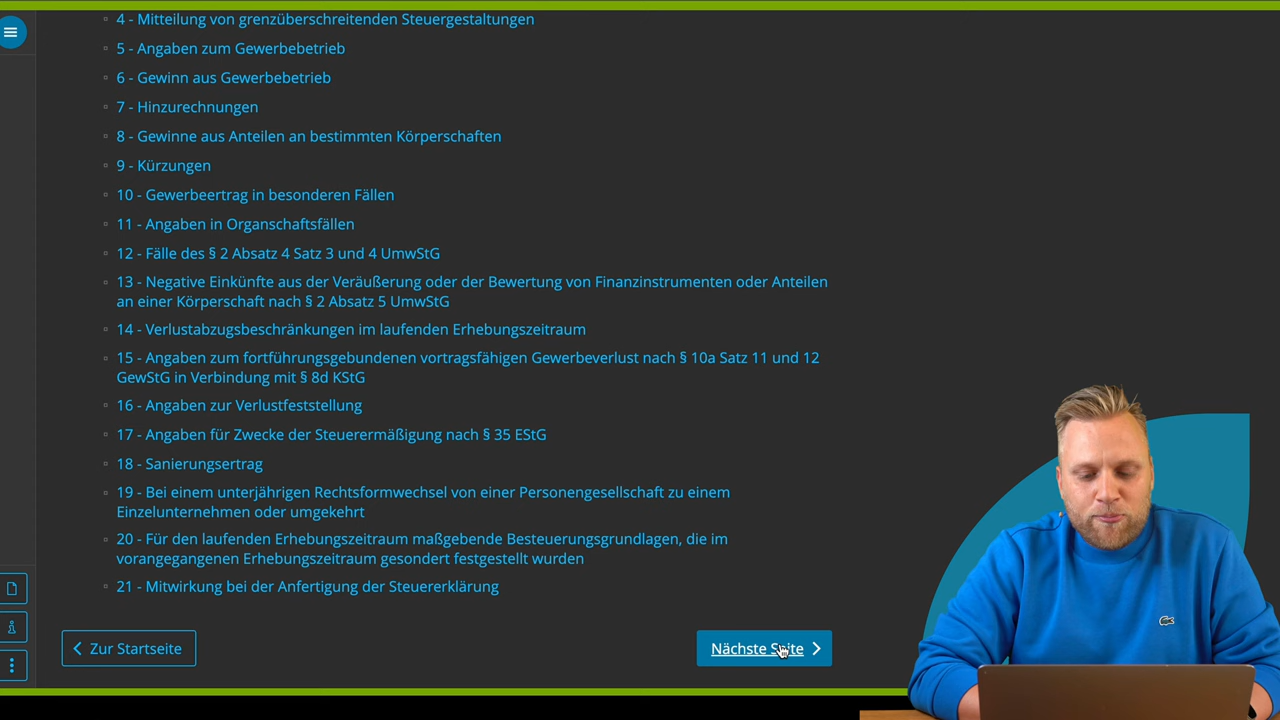 4 - Mitteilung von grenzüberschreitenden Steuergestaltungen
5 - Angaben zum Gewerbebetrieb
6 - Gewinn aus Gewerbebetrieb
7 - Hinzurechnungen
8 - Gewinne aus Anteilen an bestimmten Körperschaften
9 - Kürzungen
10 - Gewerbeertrag in besonderen Fällen
11 - Angaben in Organschaftsfällen
12 - Fälle des § 2 Absatz 4 Satz 3 und 4 UmwStG
13 - Negative Einkünfte aus der Veräußerung oder der Bewertung von Finanzinstrumenten oder Anteilen
an einer Körperschaft nach § 2 Absatz 5 UmwStG
14 - Verlustabzugsbeschränkungen im laufenden Erhebungszeitraum
15 - Angaben zum fortführungsgebundenen vortragsfähigen Gewerbeverlust nach § 10a Satz 11 und 12
GewStG in Verbindung mit § 8d KStG
16 - Angaben zur Verlustfeststellung
17 - Angaben für Zwecke der Steuerermäßigung nach § 35 EStG
18 - Sanierungsertrag
19 - Bei einem unterjährigen Rechtsformwechsel von einer Personengesellschaft zu einem
Einzelunternehmen oder umgekehrt
20 - Für den laufenden Erhebungszeitraum maßgebende Besteuerungsgrundlagen, die im
vorangegangenen Erhebungszeitraum gesondert festgestellt wurden
21 - Mitwirkung bei der Anfertigung der Steuererklärung
Zur Startseite
Nächste Seite